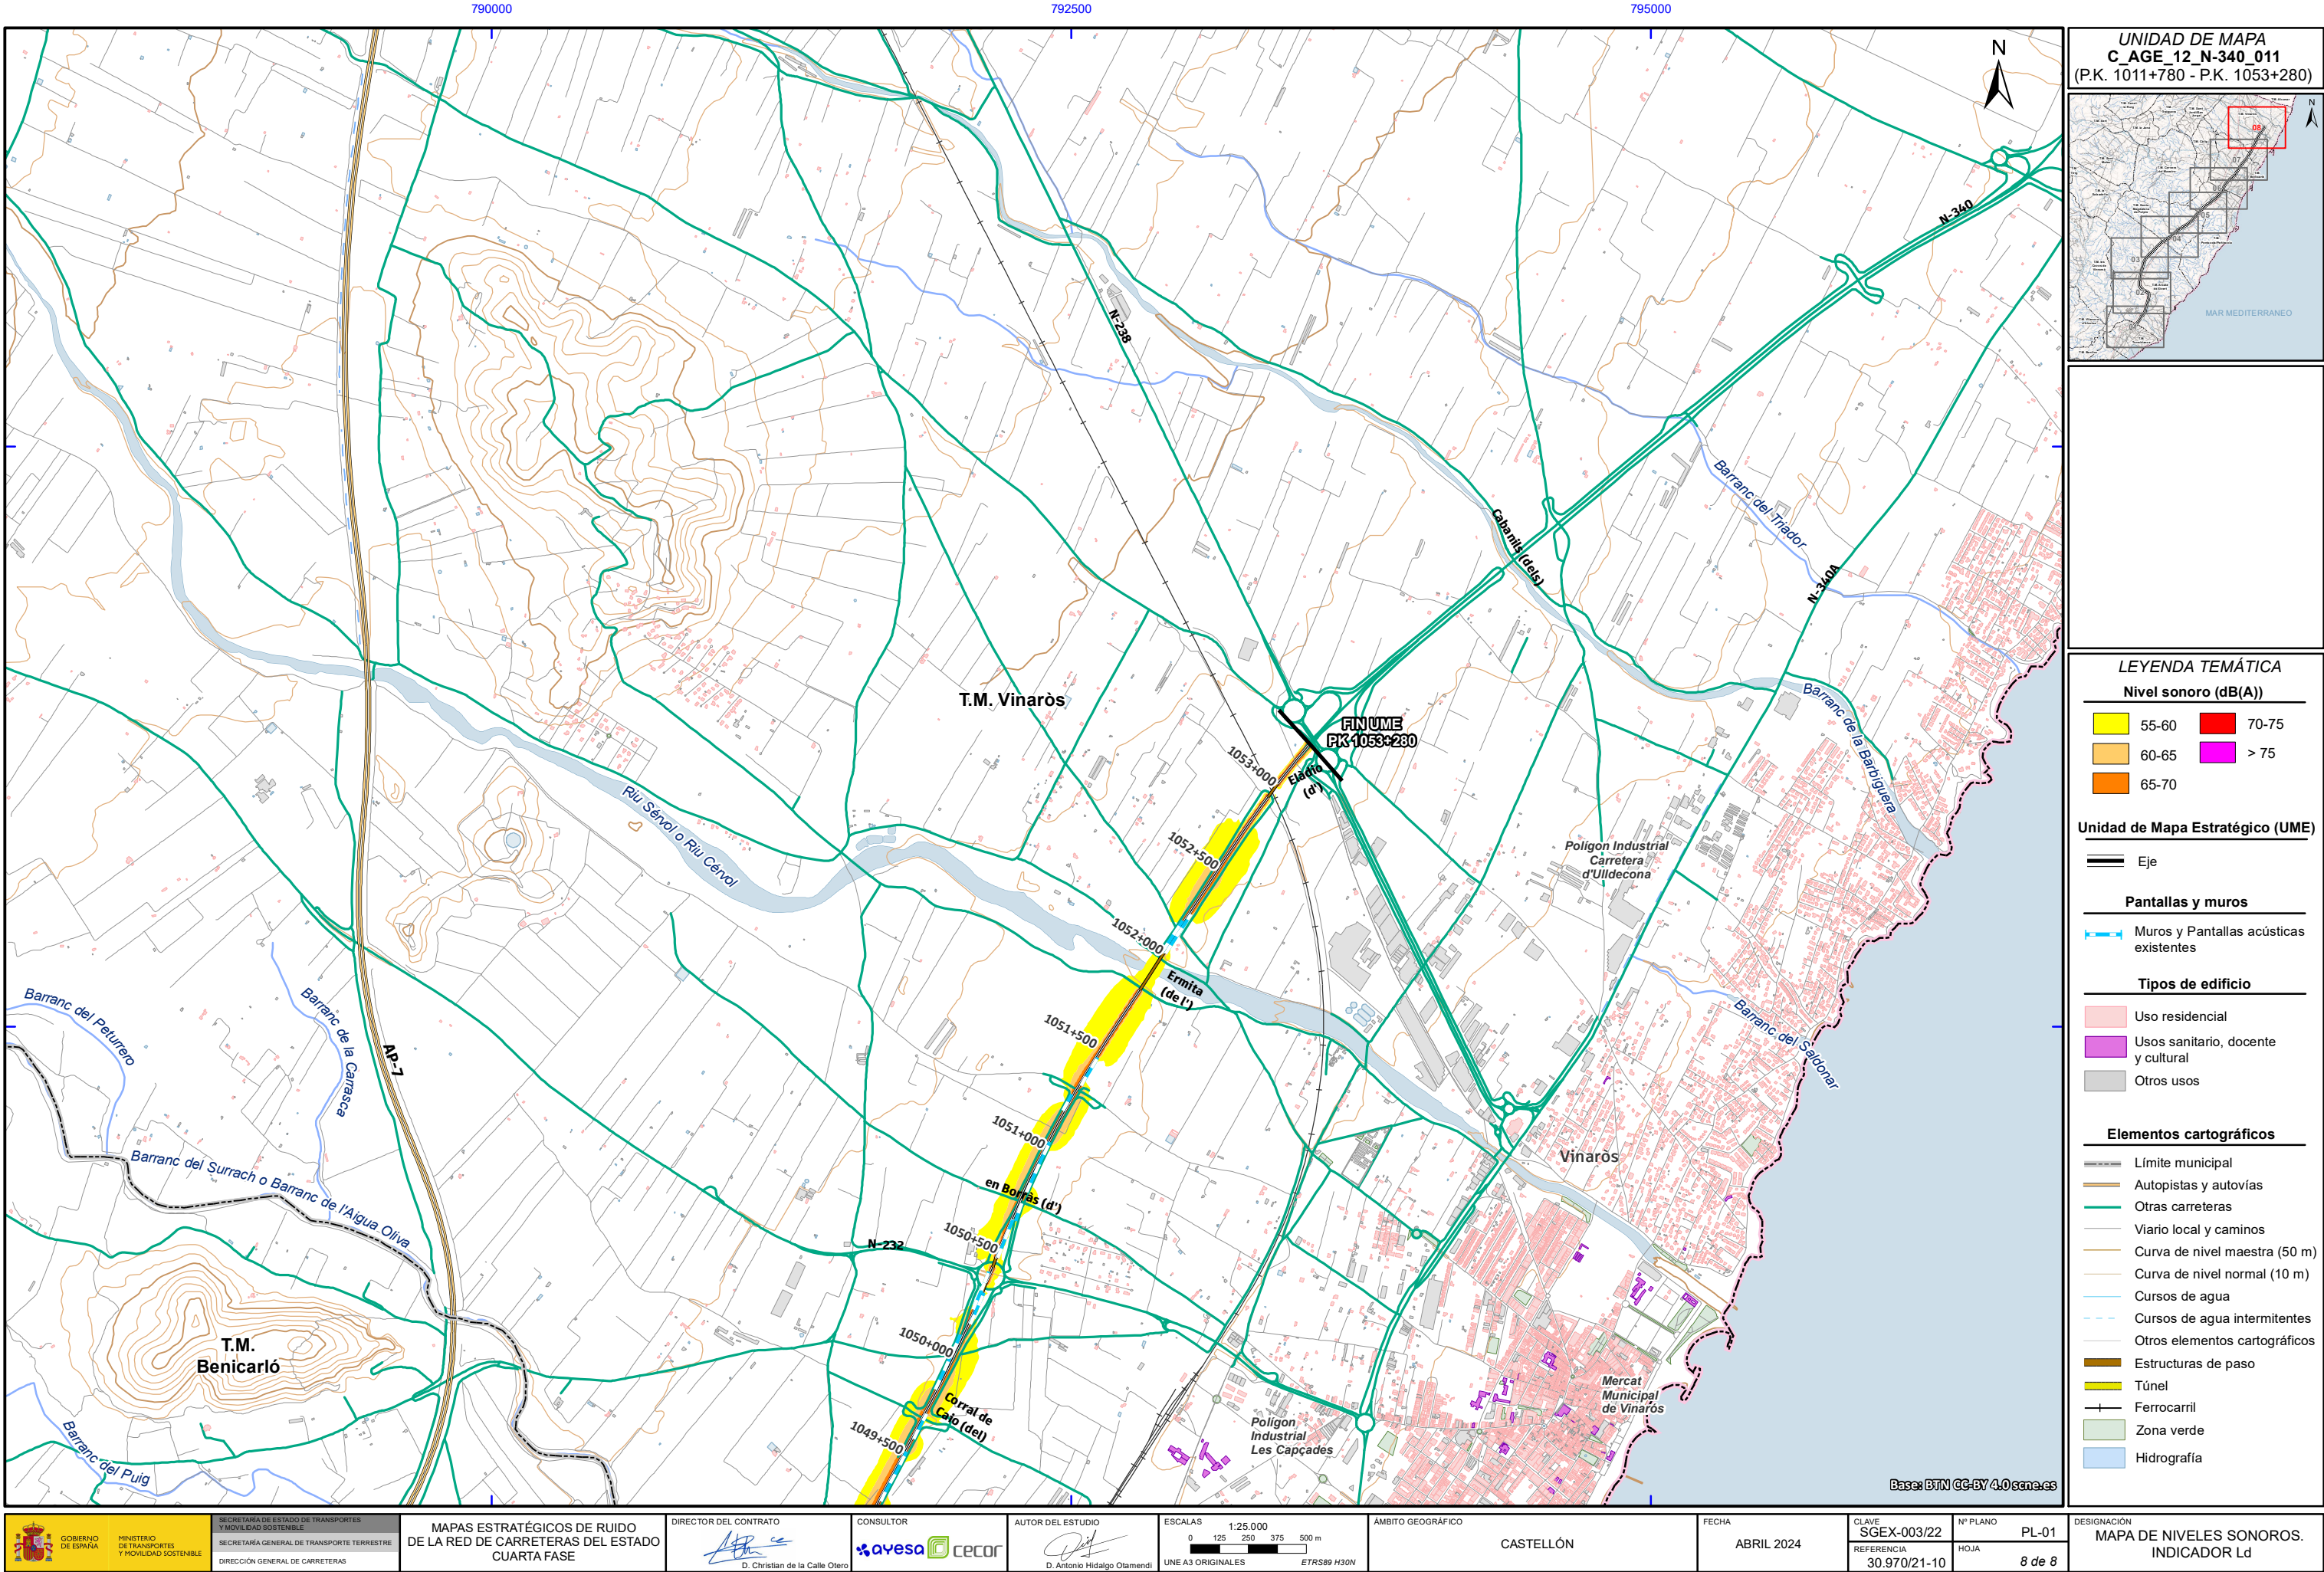 790000
792500
795000
N
N-340
N-238
Cabanils (dels)
Barranc del Triador
N-340A
T.M. Vinaròs
FIN UME
PK 1053+280
1053+000
Eladio
(d')
Barranc de la Barbiguera
Riu Sérvol o Riu Cérvol
1052+500
Polígon Industrial
Carretera
d'Ulldecona
1052+000
Ermita
(de l')
Barranc del Peturrero
Barranc de la Carrasca
AP-7
1051+500
Barranc del Saldonar
1051+000
Vinaròs
Barranc del Surrach o Barranc de l'Aigua Oliva
en Borràs (d')
1050+500
N-232
T.M.
Benicarló
1050+000
Corral de
Caio (del)
1049+500
Mercat
Municipal
de Vinaròs
Polígon
Industrial
Les Capçades
Barranc del Puig
Base: BTN CC-BY 4.0 scne.es
UNIDAD DE MAPA
C_AGE_12_N-340_011
(P.K. 1011+780 - P.K. 1053+280)
N
08
07
06
05
04
03
02
MAR MEDITERRANEO
LEYENDA TEMÁTICA
Nivel sonoro (dB(A))
55-60
70-75
60-65
> 75
65-70
Unidad de Mapa Estratégico (UME)
Eje
Pantallas y muros
Muros y Pantallas acústicas
existentes
Tipos de edificio
Uso residencial
Usos sanitario, docente
y cultural
Otros usos
Elementos cartográficos
Límite municipal
Autopistas y autovías
Otras carreteras
Viario local y caminos
Curva de nivel maestra (50 m)
Curva de nivel normal (10 m)
Cursos de agua
Cursos de agua intermitentes
Otros elementos cartográficos
Estructuras de paso
Túnel
Ferrocarril
Zona verde
Hidrografía
GOBIERNO
DE ESPAÑA
MINISTERIO
DE TRANSPORTES
Y MOVILIDAD SOSTENIBLE
SECRETARÍA DE ESTADO DE TRANSPORTES
Y MOVILIDAD SOSTENIBLE
SECRETARÍA GENERAL DE TRANSPORTE TERRESTRE
DIRECCIÓN GENERAL DE CARRETERAS
MAPAS ESTRATÉGICOS DE RUIDO
DE LA RED DE CARRETERAS DEL ESTADO
CUARTA FASE
DIRECTOR DEL CONTRATO
D. Christian de la Calle Otero
CONSULTOR
ayesa cecor
AUTOR DEL ESTUDIO
D. Antonio Hidalgo Otamendi
ESCALAS
1:25.000
0 125 250 375 500 m
UNE A3 ORIGINALES
ETRS89 H30N
ÁMBITO GEOGRÁFICO
CASTELLÓN
FECHA
ABRIL 2024
CLAVE
SGEX-003/22
REFERENCIA
30.970/21-10
Nº PLANO
PL-01
HOJA
8 de 8
DESIGNACIÓN
MAPA DE NIVELES SONOROS.
INDICADOR Ld